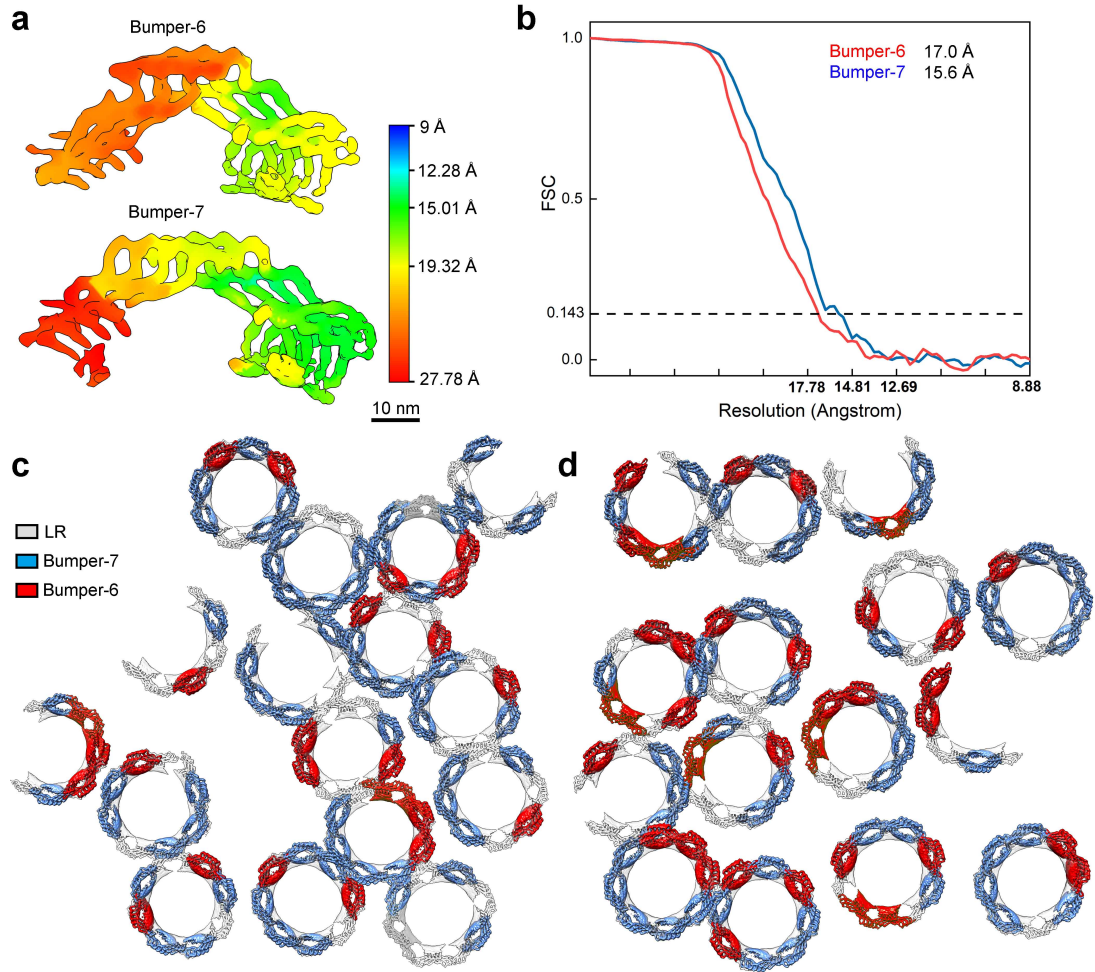 a
Bumper-6
Bumper-7
9 Å
12.28 Å
15.01 Å
19.32 Å
27.78 Å
10 nm
b
1.0
0.5
0.143
0.0
FSC
Bumper-6 17.0 Å
Bumper-7 15.6 Å
17.78 14.81 12.69 8.88
Resolution (Angstrom)
c
LR
Bumper-7
Bumper-6
d